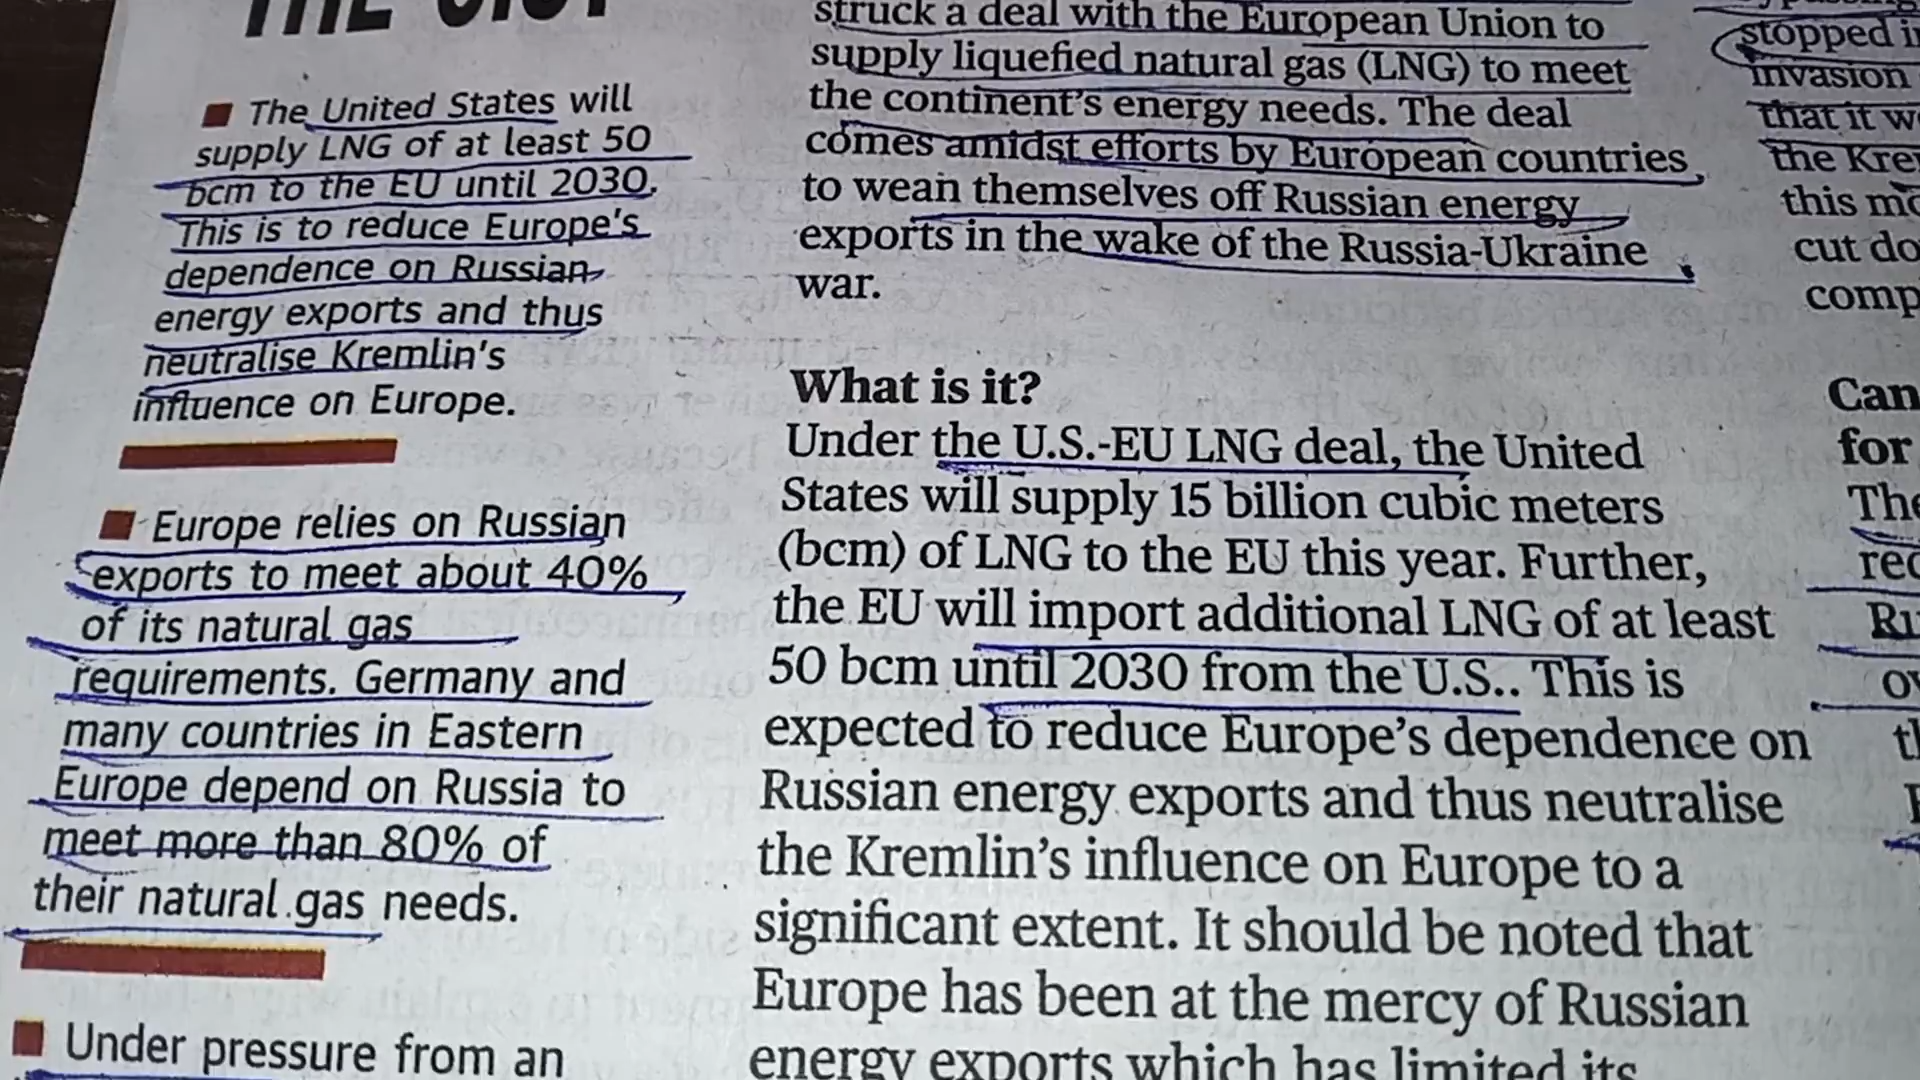 THE GIST
The United States will
supply LNG of at least 50
bcm to the EU until 2030.
This is to reduce Europe's
dependence on Russian
energy exports and thus
neutralise Kremlin's
influence on Europe.
Europe relies on Russian
exports to meet about 40%
of its natural gas
requirements. Germany and
many countries in Eastern
Europe depend on Russia to
meet more than 80% of
their natural gas needs.
Under pressure from an
struck a deal with the European Union to
supply liquefied natural gas (LNG) to meet
the continent's energy needs. The deal
comes amidst efforts by European countries
to wean themselves off Russian energy
exports in the wake of the Russia-Ukraine
war.
What is it?
Under the U.S.-EU LNG deal, the United
States will supply 15 billion cubic meters
(bcm) of LNG to the EU this year. Further,
the EU will import additional LNG of at least
50 bcm until 2030 from the U.S.. This is
expected to reduce Europe's dependence on
Russian energy exports and thus neutralise
the Kremlin's influence on Europe to a
significant extent. It should be noted that
Europe has been at the mercy of Russian
energy exports which has limited its
stopped
invasion
that it
the
this
cut
Can
for
The